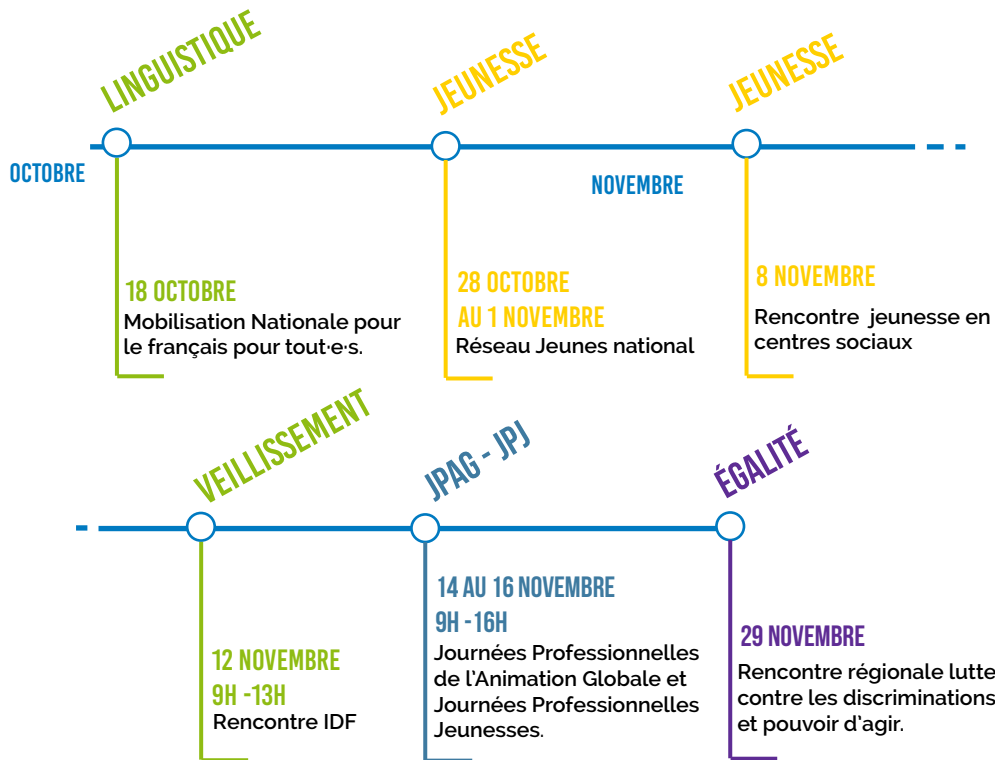 LINGUISTIQUE
JEUNESSE
JEUNESSE
OCTOBRE
NOVEMBRE
18 OCTOBRE
Mobilisation Nationale pour
le français pour tout·e·s.
28 OCTOBRE
AU 1 NOVEMBRE
Réseau Jeunes national
8 NOVEMBRE
Rencontre jeunesse en
centres sociaux
VEILLISSEMENT
JPAG - JPJ
ÉGALITÉ
12 NOVEMBRE
9H -13H
Rencontre IDF
14 AU 16 NOVEMBRE
9H -16H
Journées Professionnelles
de l'Animation Globale et
Journées Professionnelles
Jeunesses.
29 NOVEMBRE
Rencontre régionale lutte
contre les discriminations
et pouvoir d'agir.